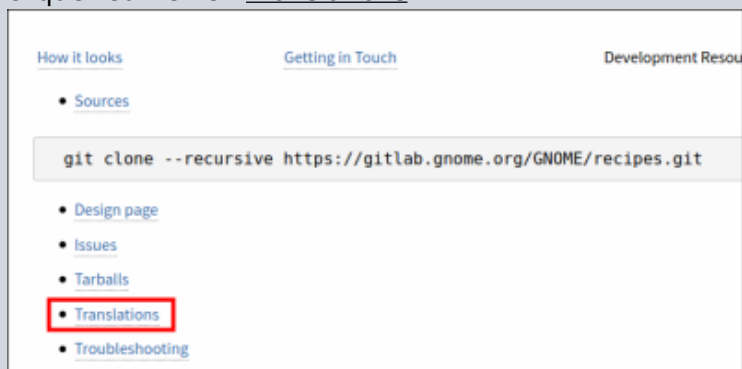 How it looks Getting in Touch Development Resou
• Sources
git clone --recursive https://gitlab.gnome.org/GNOME/recipes.git
• Design page
• Issues
• Tarballs
• Translations
• Troubleshooting